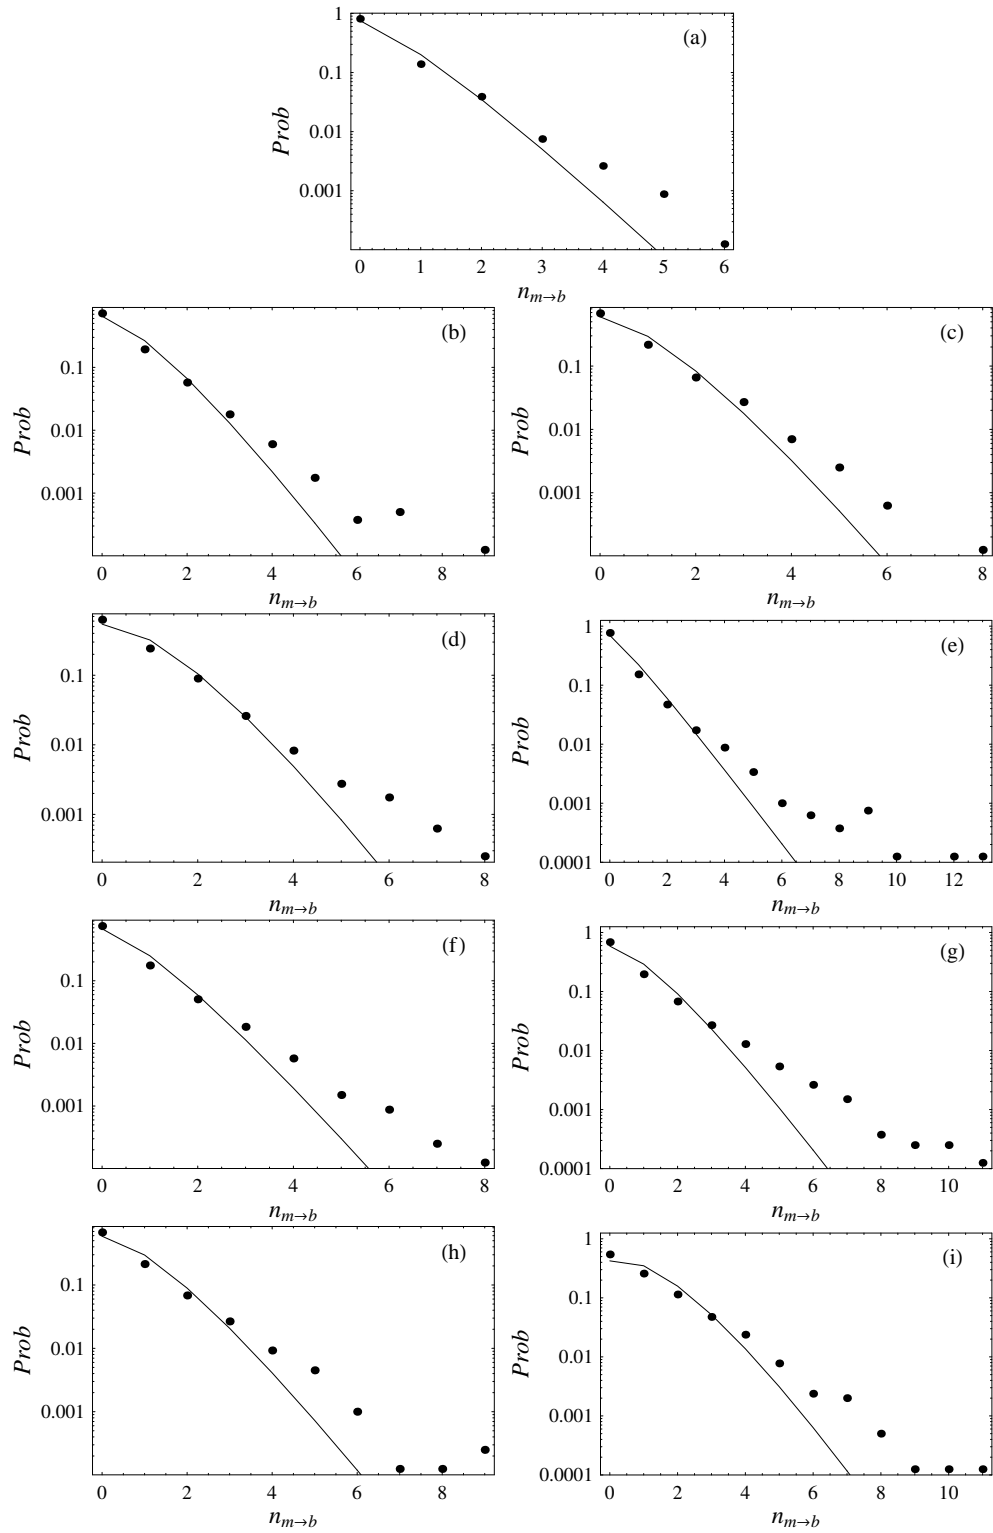 (a)
Prob
1
0.1
0.01
0.001
0 1 2 3 4 5 6
n_{m→b}
(b)
Prob
0.1
0.01
0.001
0 2 4 6 8
n_{m→b}
(c)
Prob
0.1
0.01
0.001
0 2 4 6 8
n_{m→b}
(d)
Prob
0.1
0.01
0.001
0 2 4 6 8
n_{m→b}
(e)
Prob
1
0.1
0.01
0.001
0.0001
0 2 4 6 8 10 12
n_{m→b}
(f)
Prob
0.1
0.01
0.001
0 2 4 6 8
n_{m→b}
(g)
Prob
1
0.1
0.01
0.001
0.0001
0 2 4 6 8 10
n_{m→b}
(h)
Prob
0.1
0.01
0.001
0 2 4 6 8
n_{m→b}
(i)
Prob
1
0.1
0.01
0.001
0.0001
0 2 4 6 8 10
n_{m→b}